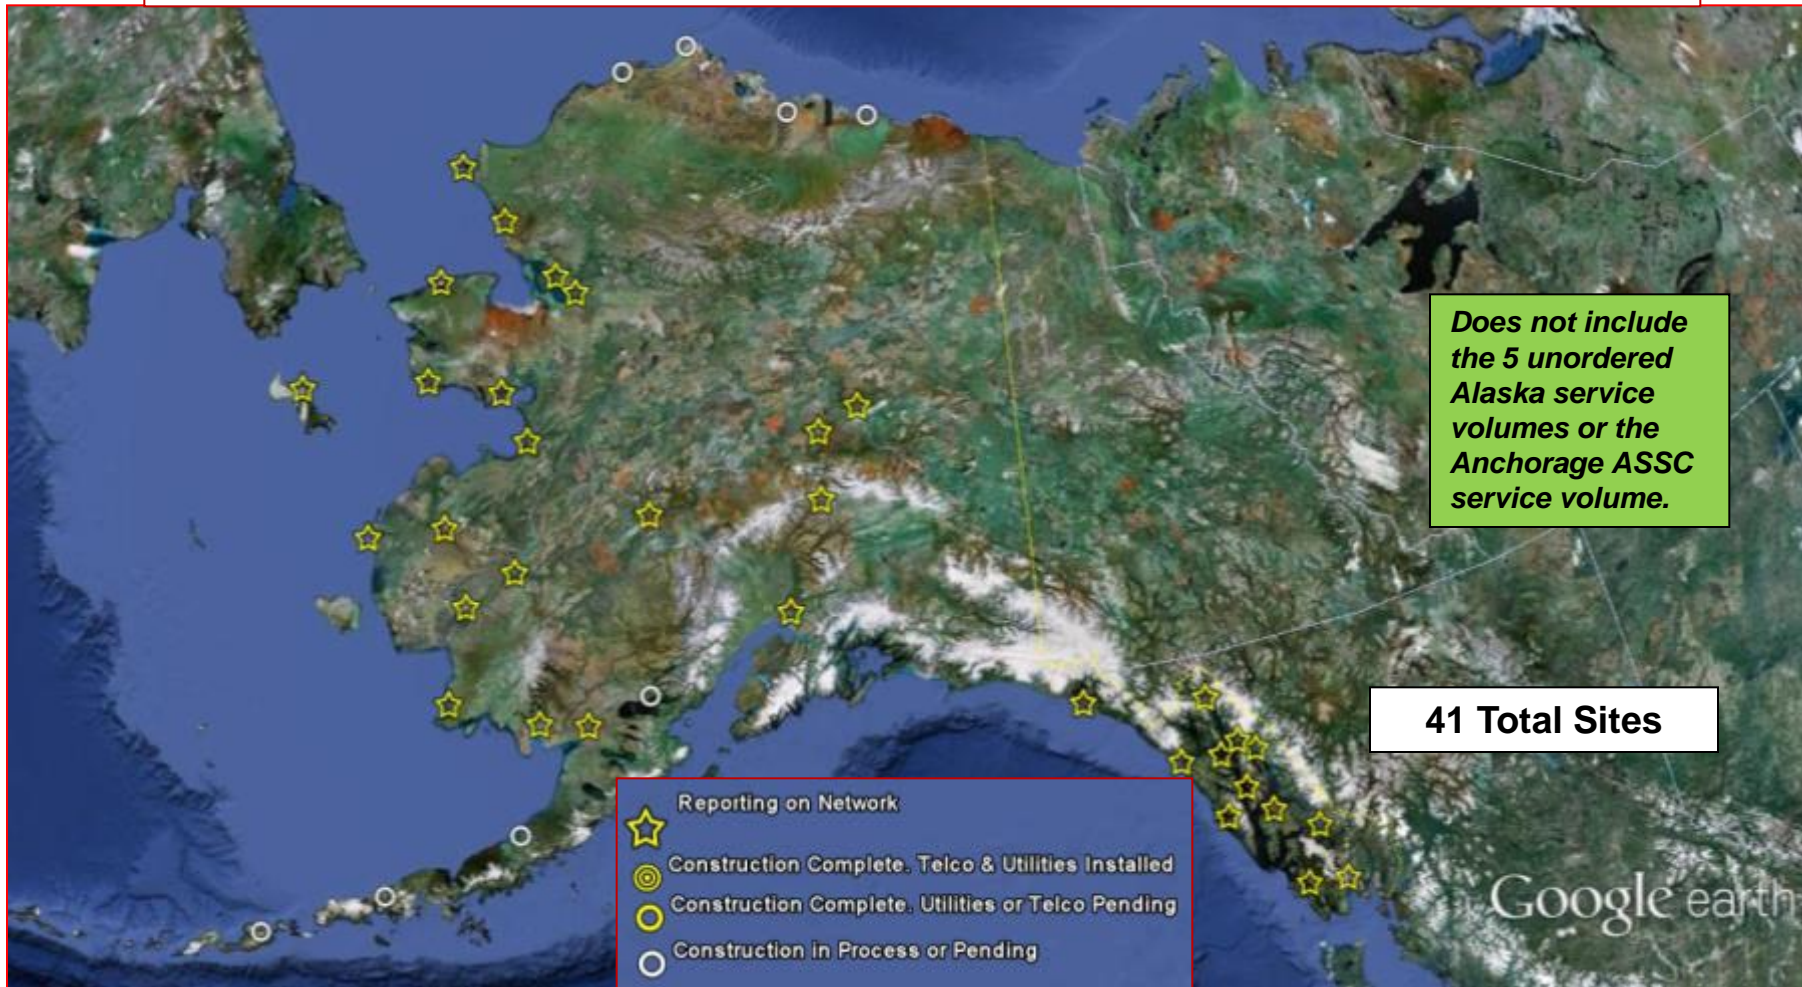 Does not include
the 5 unordered
Alaska service
volumes or the
Anchorage ASSC
service volume.
41 Total Sites
Reporting on Network
Construction Complete. Telco & Utilities Installed
Construction Complete. Utilities or Telco Pending
Construction in Process or Pending
Google earth